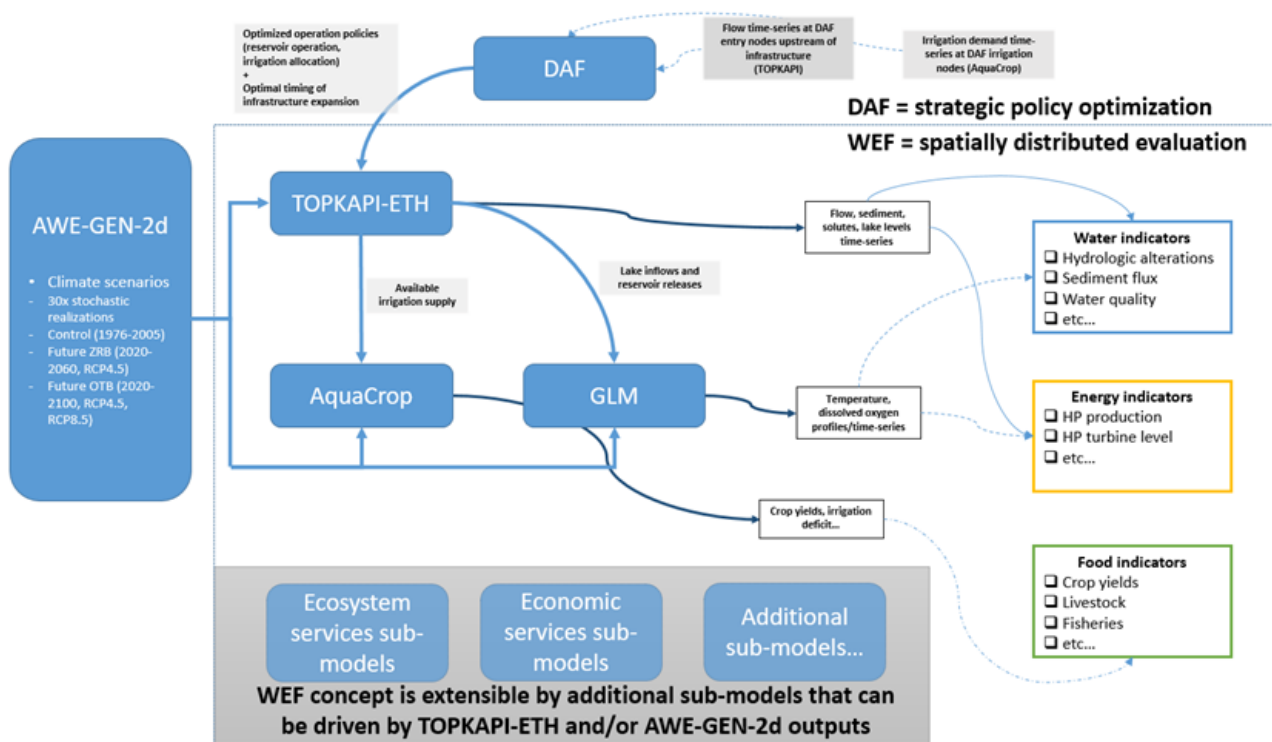 Optimized operation policies
(reservoir operation,
irrigation allocation)
+
Optimal timing of
infrastructure expansion
DAF
Flow time-series at DAF
entry nodes upstream of
infrastructure
(TOPKAPI)
Irrigation demand time-
series at DAF irrigation
nodes (AquaCrop)
DAF = strategic policy optimization
WEF = spatially distributed evaluation
AWE-GEN-2d
• Climate scenarios
- 30x stochastic
realizations
- Control (1976-2005)
- Future ZRB (2020-
2060, RCP4.5)
- Future OTB (2020-
2100, RCP4.5,
RCP8.5)
TOPKAPI-ETH
Flow, sediment,
solutes, lake levels
time-series
Available
irrigation supply
Lake inflows and
reservoir releases
Water indicators
❑ Hydrologic alterations
❑ Sediment flux
❑ Water quality
❑ etc...
AquaCrop
GLM
Temperature,
dissolved oxygen
profiles/time-series
Energy indicators
❑ HP production
❑ HP turbine level
❑ etc...
Crop yields, irrigation
deficit...
Food indicators
❑ Crop yields
❑ Livestock
❑ Fisheries
❑ etc...
Ecosystem
services sub-
models
Economic
services sub-
models
Additional
sub-models...
WEF concept is extensible by additional sub-models that can
be driven by TOPKAPI-ETH and/or AWE-GEN-2d outputs